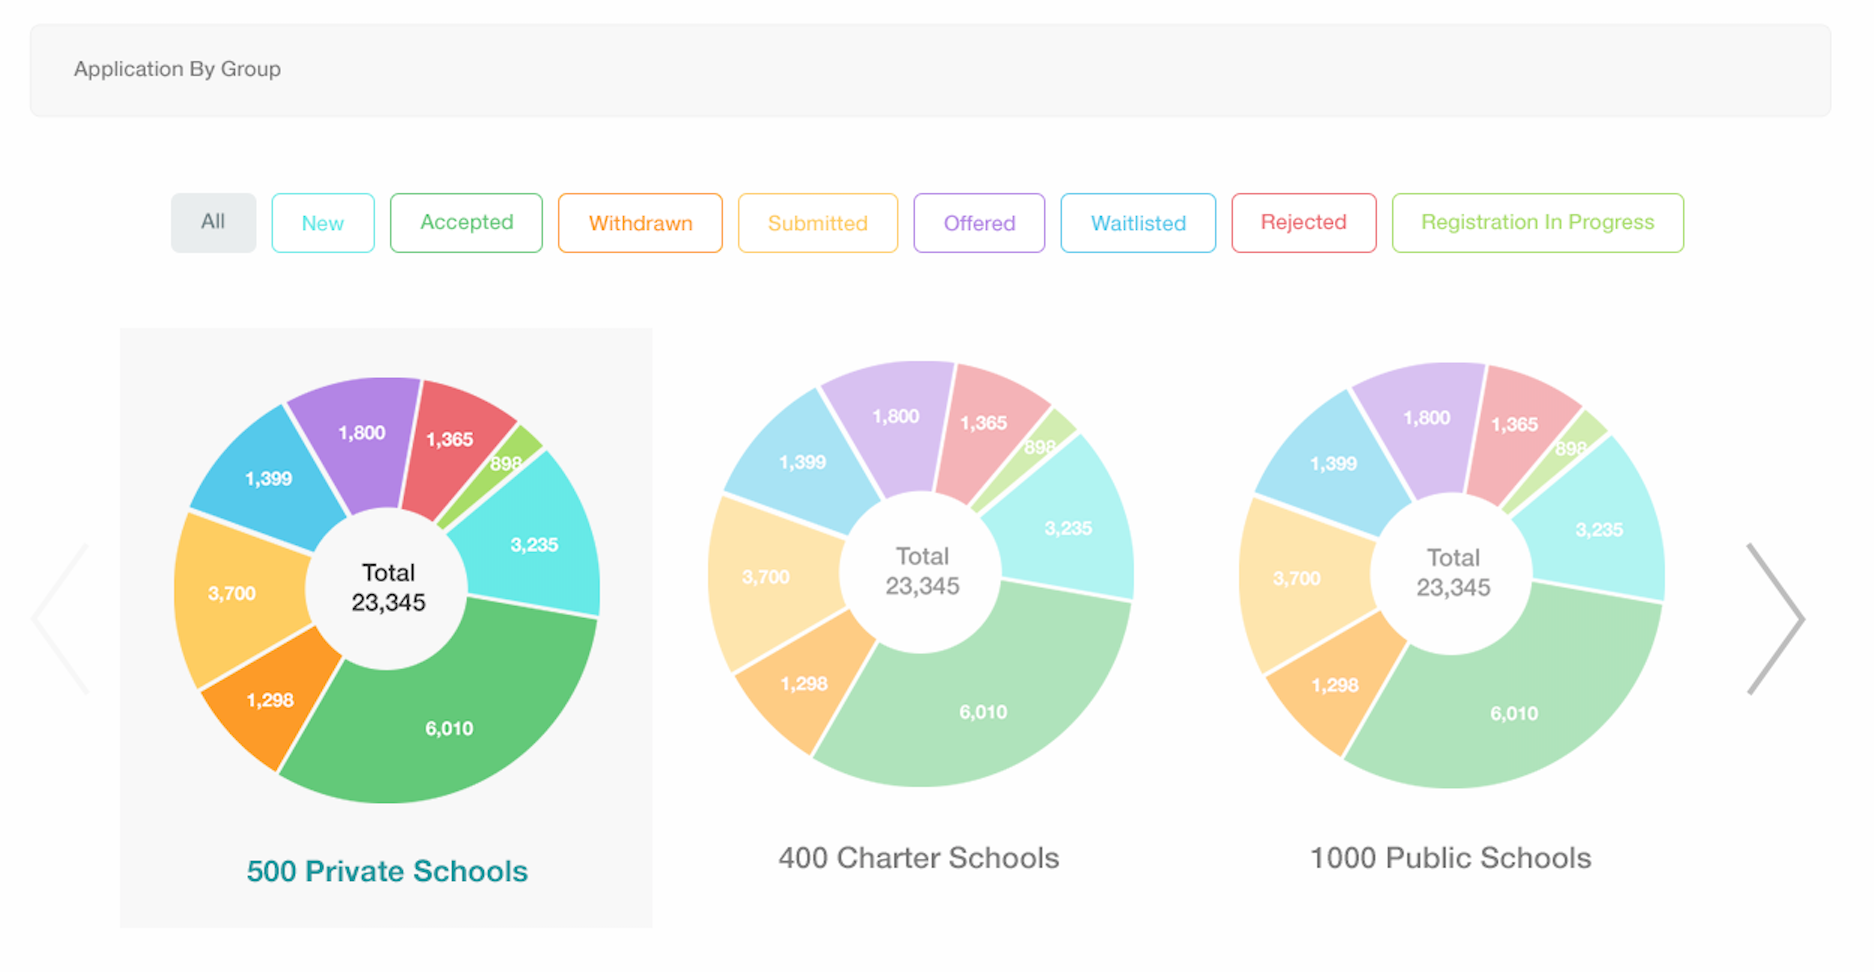 Application By Group
All
New
Accepted
Withdrawn
Submitted
Offered
Waitlisted
Rejected
Registration In Progress
1,800
1,365
898
1,399
3,235
Total
23,345
3,700
1,298
6,010
500 Private Schools
1,800
1,365
898
1,399
3,235
Total
23,345
3,700
1,298
6,010
400 Charter Schools
1,800
1,365
898
1,399
3,235
Total
23,345
3,700
1,298
6,010
1000 Public Schools